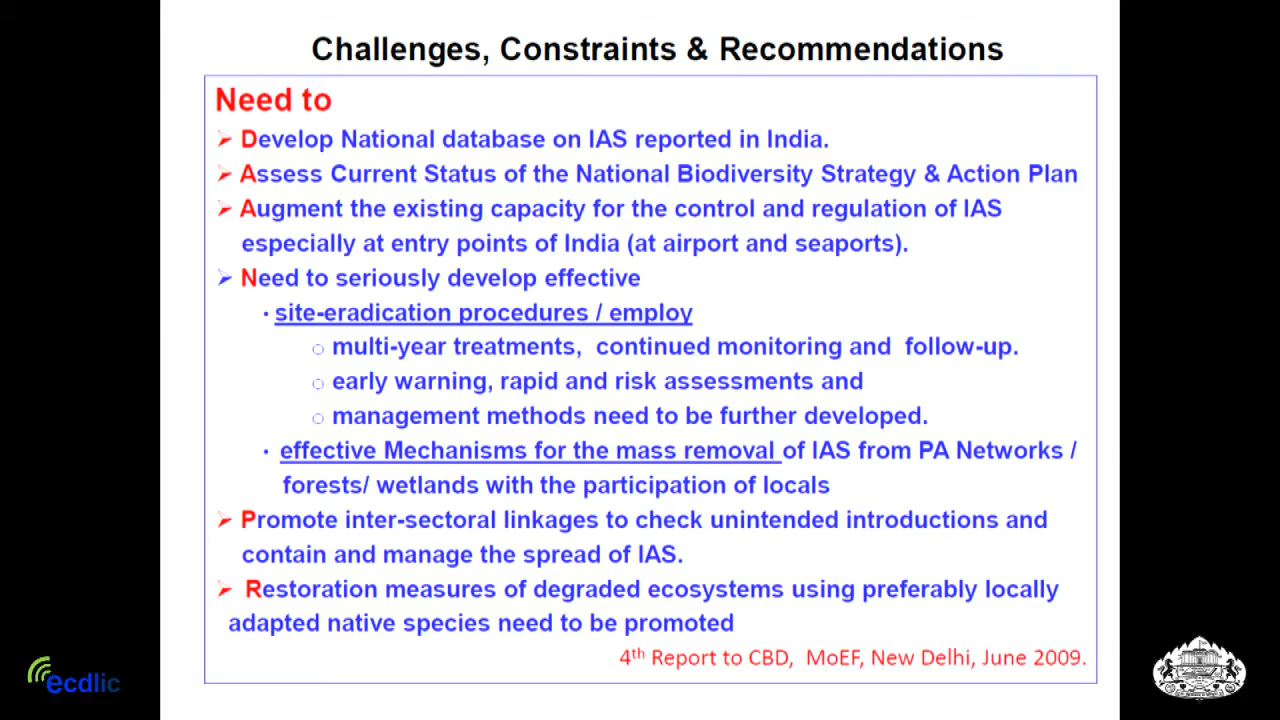 Challenges, Constraints & Recommendations
Need to
➢ Develop National database on IAS reported in India.
➢ Assess Current Status of the National Biodiversity Strategy & Action Plan
➢ Augment the existing capacity for the control and regulation of IAS
especially at entry points of India (at airport and seaports).
➢ Need to seriously develop effective
• site-eradication procedures / employ
○ multi-year treatments, continued monitoring and follow-up.
○ early warning, rapid and risk assessments and
○ management methods need to be further developed.
• effective Mechanisms for the mass removal of IAS from PA Networks /
forests/ wetlands with the participation of locals
➢ Promote inter-sectoral linkages to check unintended introductions and
contain and manage the spread of IAS.
➢ Restoration measures of degraded ecosystems using preferably locally
adapted native species need to be promoted
4th Report to CBD, MoEF, New Delhi, June 2009.
ecdlic